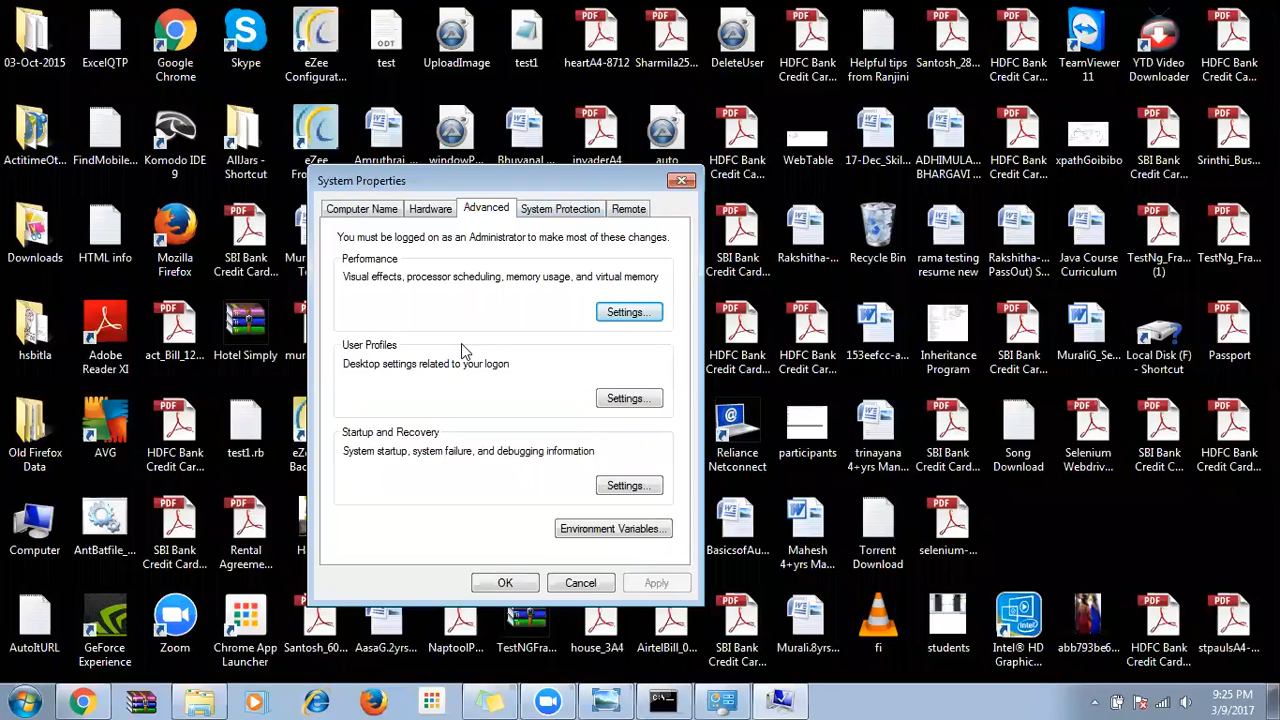 03-Oct-2015
ExcelQTP
Google Chrome
Skype
eZee Configurat...
test
UploadImage
test1
heartA4-8712
Sharmila25...
DeleteUser
HDFC Bank Credit Car...
Helpful tips from Ranjini
Santosh_28...
HDFC Bank Credit Car...
TeamViewer 11
YTD Video Downloader
HDFC Bank Credit Ca...
ActitimeOt...
FindMobile...
Komodo IDE 9
AllJars - Shortcut
Amruthraj...
windowP...
Bhuvanal...
invaderA4
auto
HDFC Bank Credit Car...
WebTable
17-Dec_Skil...
ADHIMULA BHARGAVI ...
HDFC Bank Credit Car...
xpathGoibibo
SBI Bank Credit Car...
Srinthi_Bus...
System Properties
Computer Name
Hardware
Advanced
System Protection
Remote
You must be logged on as an Administrator to make most of these changes.
Performance
Visual effects, processor scheduling, memory usage, and virtual memory
Settings...
User Profiles
Desktop settings related to your logon
Settings...
Startup and Recovery
System startup, system failure, and debugging information
Settings...
Environment Variables...
OK
Cancel
Apply
Downloads
HTML info
Mozilla Firefox
SBI Bank Credit Car...
SBI Bank Credit Car...
Rakshitha-...
Recycle Bin
rama testing resume new
Rakshitha-(PassOut) S...
Java Course Curriculum
TestNg_Fra... (1)
TestNg_Fra...
hsbitla
Adobe Reader XI
act_Bill_12...
Hotel Simply
HDFC Bank Credit Car...
HDFC Bank Credit Car...
153eefcc-a...
Inheritance Program
HDFC Bank Credit Car...
MuraliG_Se...
Local Disk (F) - Shortcut
Passport
Old Firefox Data
AVG
HDFC Bank Credit Car...
test1.rb
Reliance Netconnect
participants
trinayana 4+yrs Ma...
SBI Bank Credit C...
Song Download
Selenium Webdriv...
SBI Bank Credit C...
SBI Bank Credit Car...
Computer
AntBatfile_...
SBI Bank Credit Car...
Rental Agreeme...
BasicsofAu...
Mahesh 4+yrs Ma...
Torrent Download
selenium-...
AutoItURL
GeForce Experience
Zoom
Chrome App Launcher
Santosh_60...
AasaG.2yrs...
NaptoolP...
TestNGFra...
house_3A4
AirtelBill_0...
SBI Bank Credit Car...
Murali.8yrs...
fi
students
Intel® HD Graphic...
abb793be6...
HDFC Bank Credit Car...
stpaulsA4-...
9:25 PM
3/9/2017